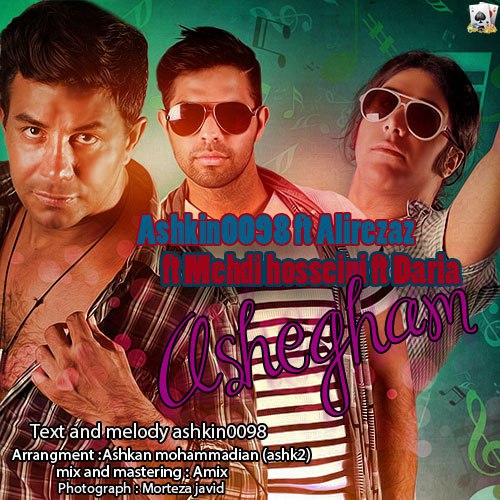 Ashkin0098 ft Alirezaz
ft Mehdi hosseini ft Daria
Ashegham
Text and melody ashkin0098
Arrangment :Ashkan mohammadian (ashk2)
mix and mastering : Amix
Photograph : Morteza javid